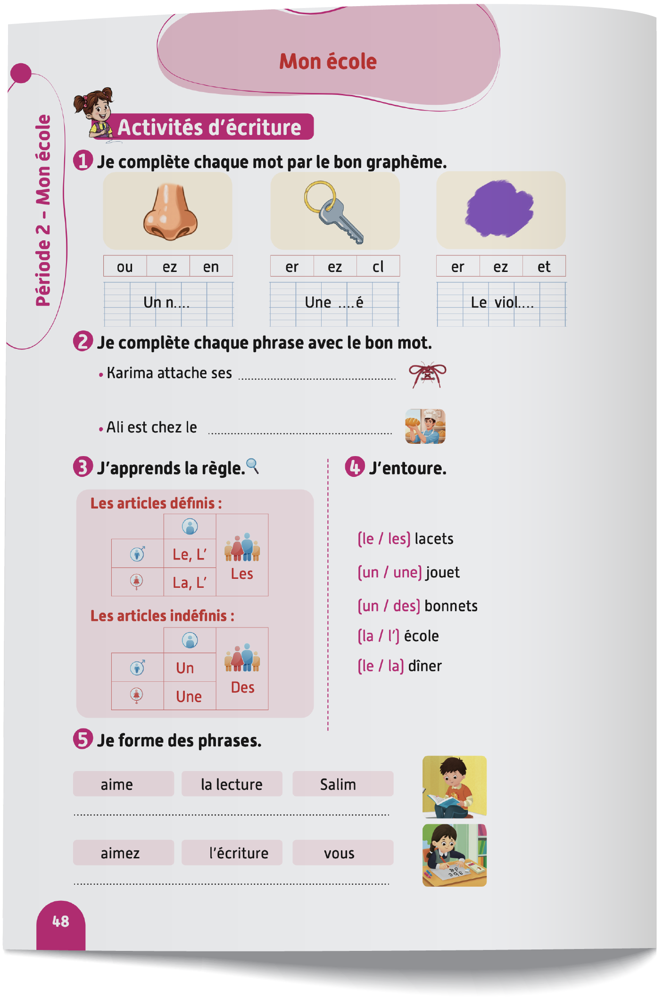 Mon école
Période 2 – Mon école
Activités d’écriture
1 Je complète chaque mot par le bon graphème.
ou ez en
er ez cl
er ez et
Un n....
Une ....é
Le viol....
2 Je complète chaque phrase avec le bon mot.
• Karima attache ses ........................................
• Ali est chez le ........................................
3 J’apprends la règle.
Les articles définis :
Le, L’
La, L’
Les
Les articles indéfinis :
Un
Une
Des
4 J’entoure.
(le / les) lacets
(un / une) jouet
(un / des) bonnets
(la / l’) école
(le / la) dîner
5 Je forme des phrases.
aime la lecture Salim
aimez l’écriture vous
48